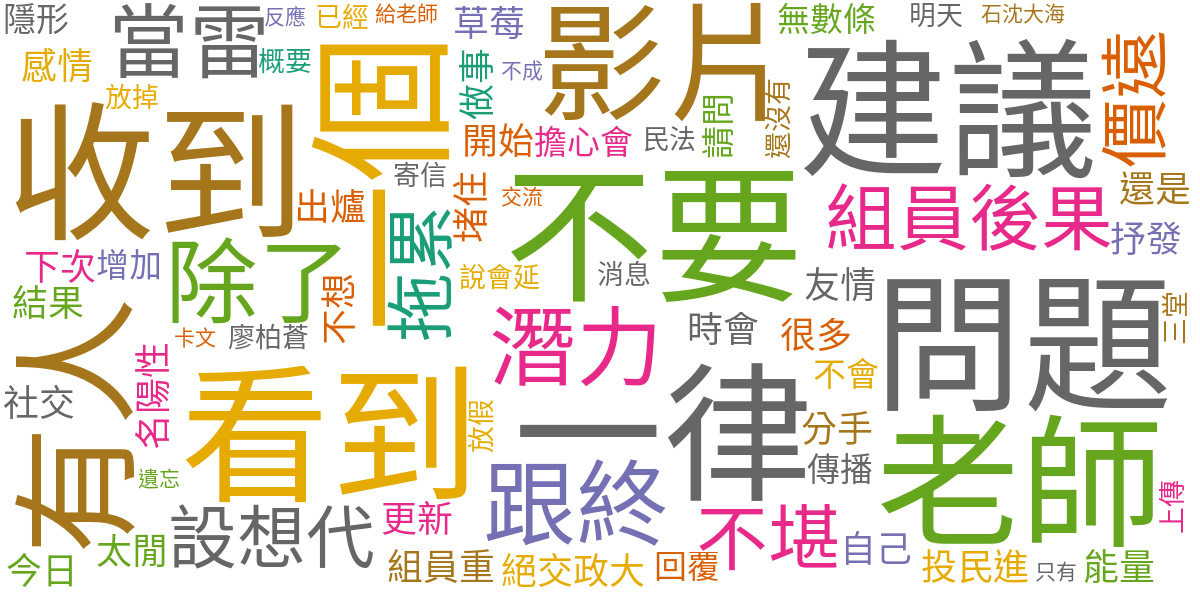 隱形
當雷
反應
已經
給老師
草莓
影片
無數條
明天
石沈大海
感情
概要
一個
做事
不成
建議
價遠
放掉
收到
開始
擔心會
民法
請問
還沒有
寄信
出爐
堵住
交流
不要
組員後果
還是
下次
增加
除了
拖累
說會延
消息
抒發
結果
不想
友情
問題
三堂
卡文
廖柏蒼
潛力
時會
很多
有人
名陽性
社交
看到
放假
一律
不會
分手
老師
遺忘
跟終
傳播
上傳
設想代
更新
不堪
自己
今日
太閒
組員重
絕交政大
回覆
投民進
只有
能量